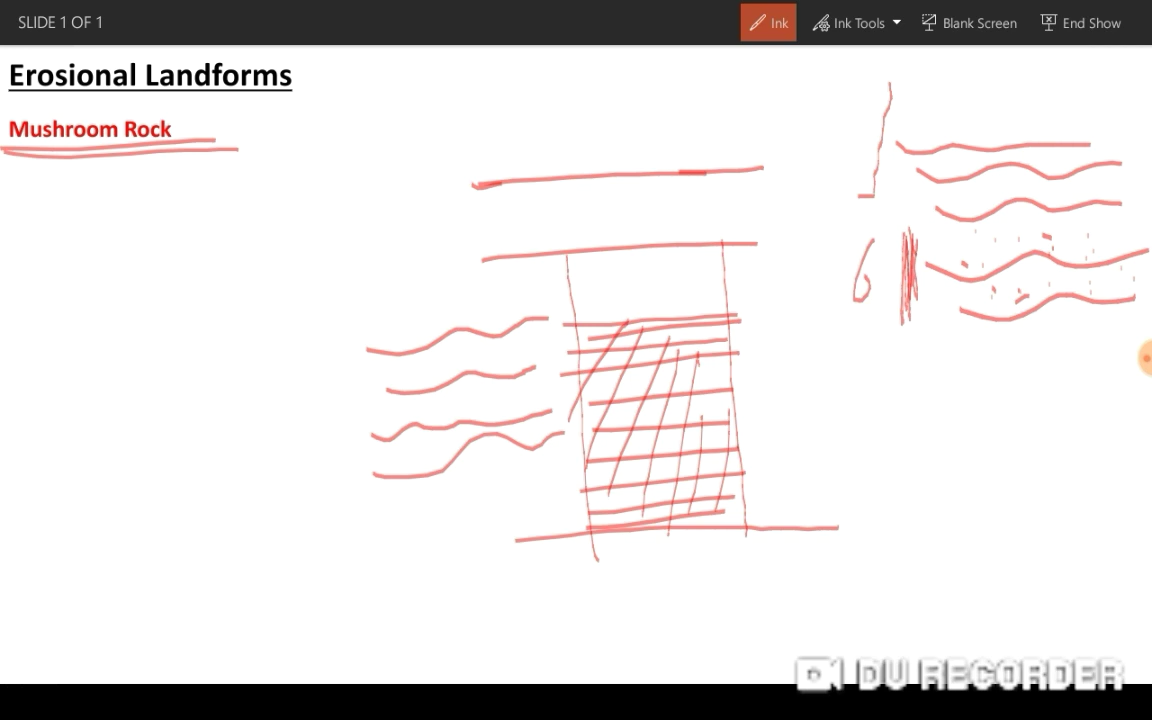 SLIDE 1 OF 1
Ink
Ink Tools
Blank Screen
End Show
Erosional Landforms
Mushroom Rock
DU RECORDER